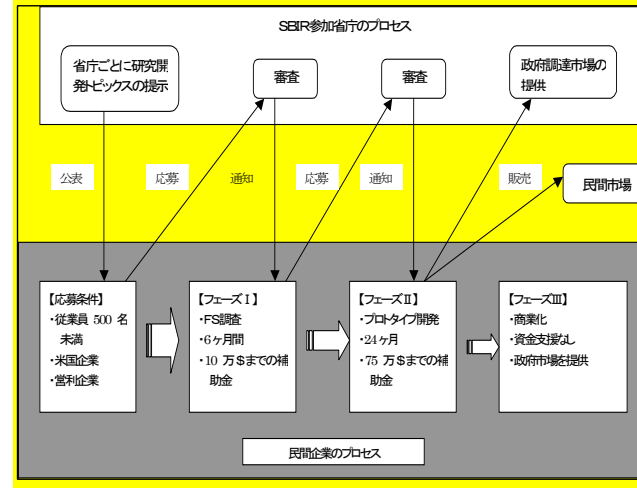 SBIR参加省庁のプロセス
省庁ごとに研究開
発トピックスの提示
審査
審査
政府調達市場の
提供
公表
応募
通知
応募
通知
販売
民間市場
【応募条件】
・従業員 500 名
未満
・米国企業
・営利企業
【フェーズⅠ】
・FS調査
・6ヶ月間
・10 万$までの補
助金
【フェーズⅡ】
・プロトタイプ開発
・24ヶ月
・75 万$までの補
助金
【フェーズⅢ】
・商業化
・資金支援なし
・政府市場を提供
民間企業のプロセス